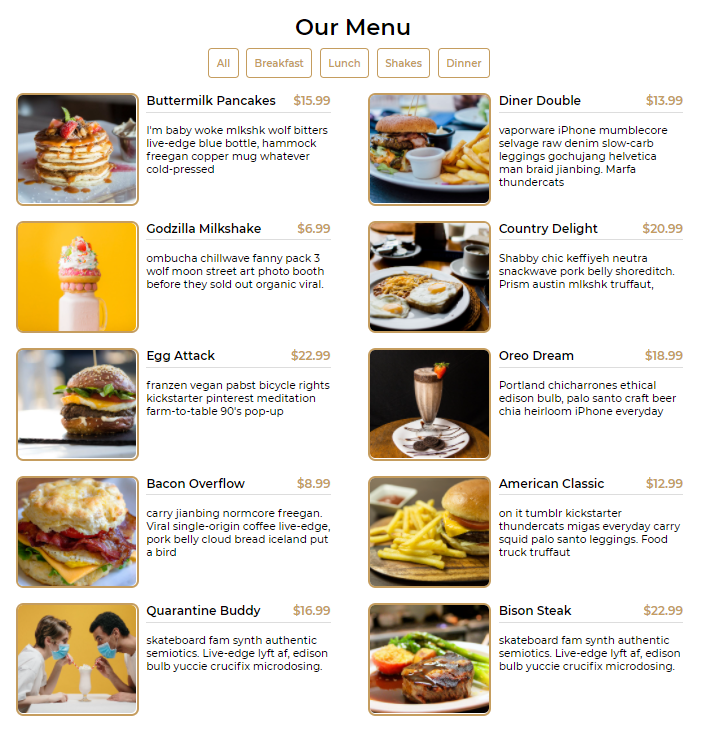 Our Menu
All Breakfast Lunch Shakes Dinner
Buttermilk Pancakes $15.99
I'm baby woke mlkshk wolf bitters
live-edge blue bottle, hammock
freegan copper mug whatever
cold-pressed
Diner Double $13.99
vaporware iPhone mumblecore
selvage raw denim slow-carb
leggings gochujang helvetica
man braid jianbing. Marfa
thundercats
Godzilla Milkshake $6.99
ombucha chillwave fanny pack 3
wolf moon street art photo booth
before they sold out organic viral.
Country Delight $20.99
Shabby chic keffiyeh neutra
snackwave pork belly shoreditch.
Prism austin mlkshk truffaut,
Egg Attack $22.99
franzen vegan pabst bicycle rights
kickstarter pinterest meditation
farm-to-table 90's pop-up
Oreo Dream $18.99
Portland chicharrones ethical
edison bulb, palo santo craft beer
chia heirloom iPhone everyday
Bacon Overflow $8.99
carry jianbing normcore freegan.
Viral single-origin coffee live-edge,
pork belly cloud bread iceland put
a bird
American Classic $12.99
on it tumblr kickstarter
thundercats migas everyday carry
squid palo santo leggings. Food
truck truffaut
Quarantine Buddy $16.99
skateboard fam synth authentic
semiotics. Live-edge lyft af, edison
bulb yuccie crucifix microdosing.
Bison Steak $22.99
skateboard fam synth authentic
semiotics. Live-edge lyft af, edison
bulb yuccie crucifix microdosing.